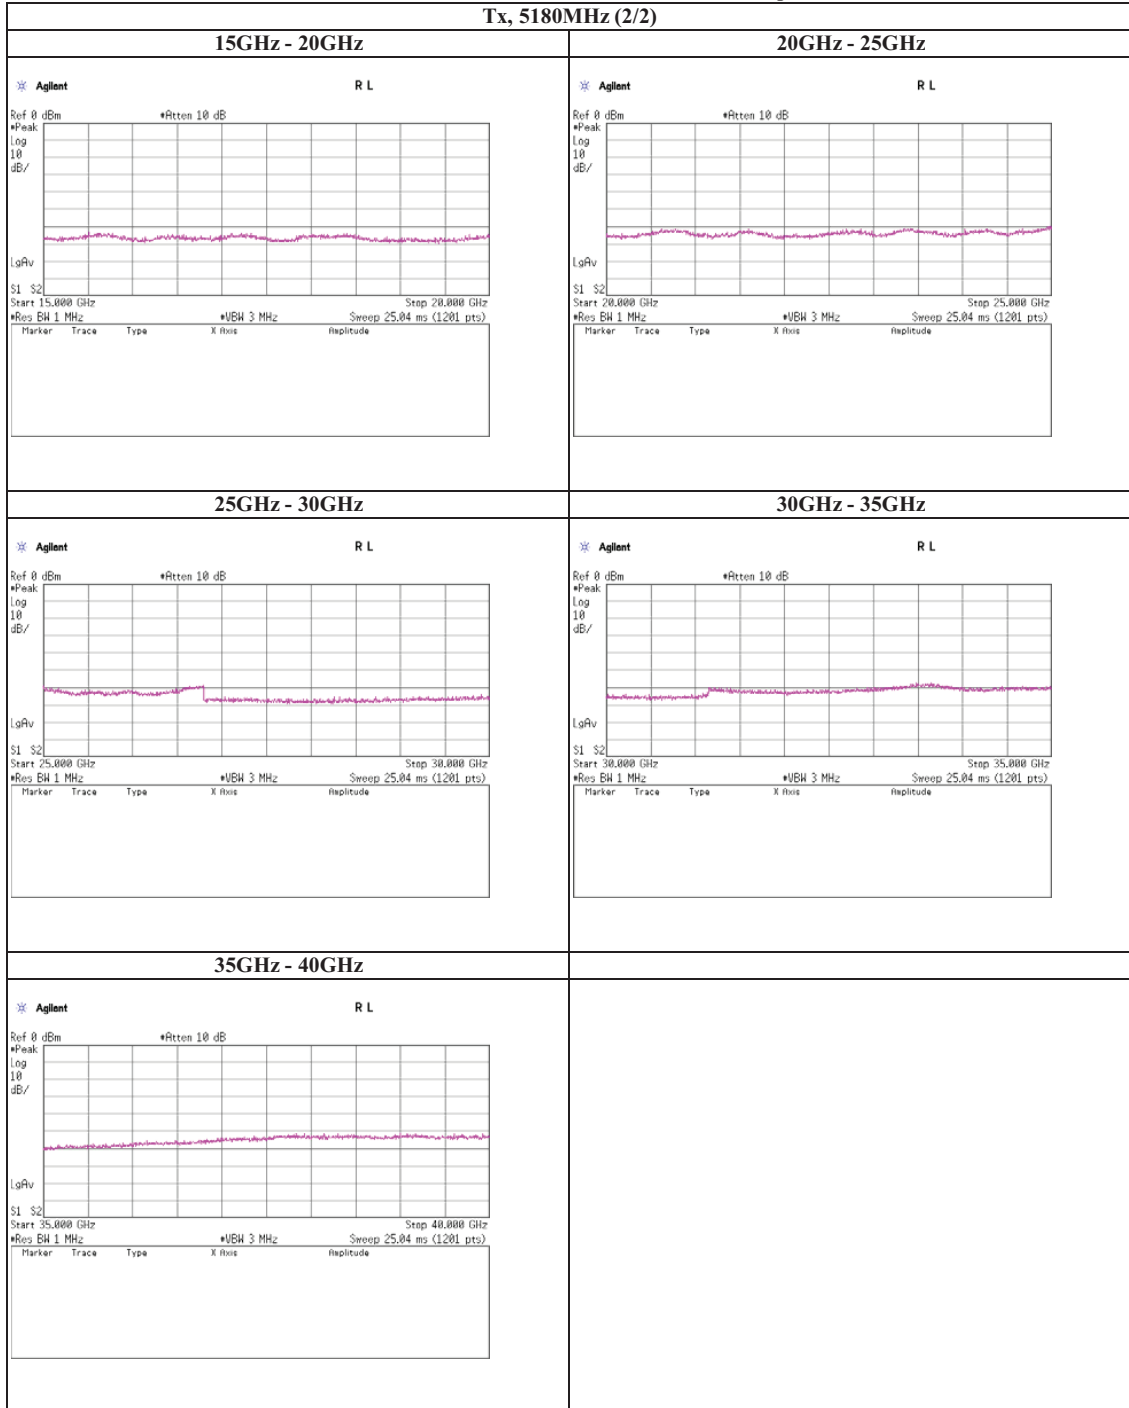 Tx, 5180MHz (2/2)
15GHz - 20GHz
Agilent R L
Ref 0 dBm #Atten 10 dB
#Peak
Log
10
dB/
LgAv
S1 S2
Start 15.000 GHz Stop 20.000 GHz
#Res BW 1 MHz #VBW 3 MHz Sweep 25.04 ms (1201 pts)
Marker Trace Type X Axis Amplitude
20GHz - 25GHz
Agilent R L
Ref 0 dBm #Atten 10 dB
#Peak
Log
10
dB/
LgAv
S1 S2
Start 20.000 GHz Stop 25.000 GHz
#Res BW 1 MHz #VBW 3 MHz Sweep 25.04 ms (1201 pts)
Marker Trace Type X Axis Amplitude
25GHz - 30GHz
Agilent R L
Ref 0 dBm #Atten 10 dB
#Peak
Log
10
dB/
LgAv
S1 S2
Start 25.000 GHz Stop 30.000 GHz
#Res BW 1 MHz #VBW 3 MHz Sweep 25.04 ms (1201 pts)
Marker Trace Type X Axis Amplitude
30GHz - 35GHz
Agilent R L
Ref 0 dBm #Atten 10 dB
#Peak
Log
10
dB/
LgAv
S1 S2
Start 30.000 GHz Stop 35.000 GHz
#Res BW 1 MHz #VBW 3 MHz Sweep 25.04 ms (1201 pts)
Marker Trace Type X Axis Amplitude
35GHz - 40GHz
Agilent R L
Ref 0 dBm #Atten 10 dB
#Peak
Log
10
dB/
LgAv
S1 S2
Start 35.000 GHz Stop 40.000 GHz
#Res BW 1 MHz #VBW 3 MHz Sweep 25.04 ms (1201 pts)
Marker Trace Type X Axis Amplitude